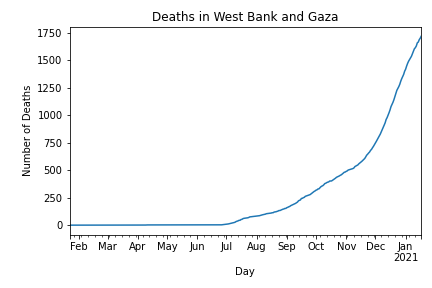 Deaths in West Bank and Gaza
1750
1500
1250
1000
750
500
250
0
Number of Deaths
Feb Mar Apr May Jun Jul Aug Sep Oct Nov Dec Jan
2021
Day